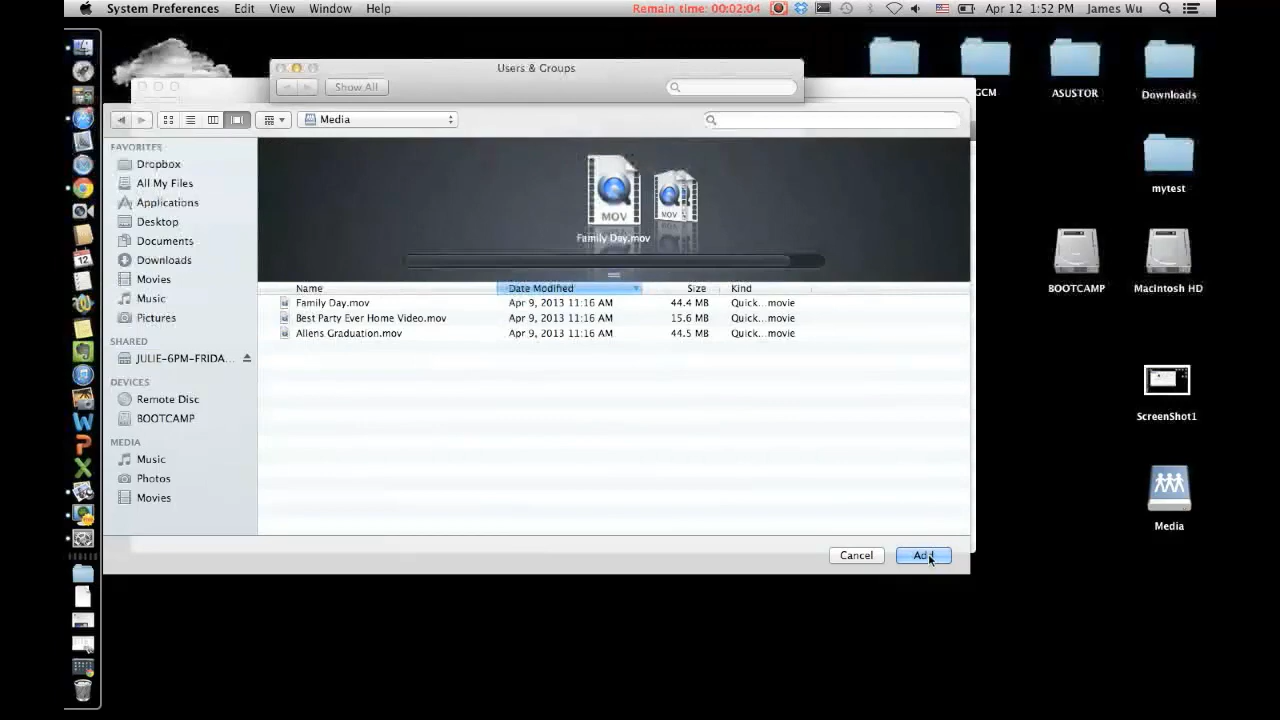 System Preferences Edit View Window Help Remain time: 00:02:04 Apr 12 1:52 PM James Wu
Users & Groups
Show All
Media
FAVORITES
Dropbox
All My Files
Applications
Desktop
Documents
Downloads
Movies
Music
Pictures
SHARED
JULIE-6PM-FRIDA...
DEVICES
Remote Disc
BOOTCAMP
MEDIA
Music
Photos
Movies
MOV
MOV
Family Day.mov
Name Date Modified Size Kind
Family Day.mov Apr 9, 2013 11:16 AM 44.4 MB Quick...movie
Best Party Ever Home Video.mov Apr 9, 2013 11:16 AM 15.6 MB Quick...movie
Allens Graduation.mov Apr 9, 2013 11:16 AM 44.5 MB Quick...movie
Cancel Add
GCM
ASUSTOR
Downloads
mytest
BOOTCAMP
Macintosh HD
ScreenShot1
Media
12
W
P
X